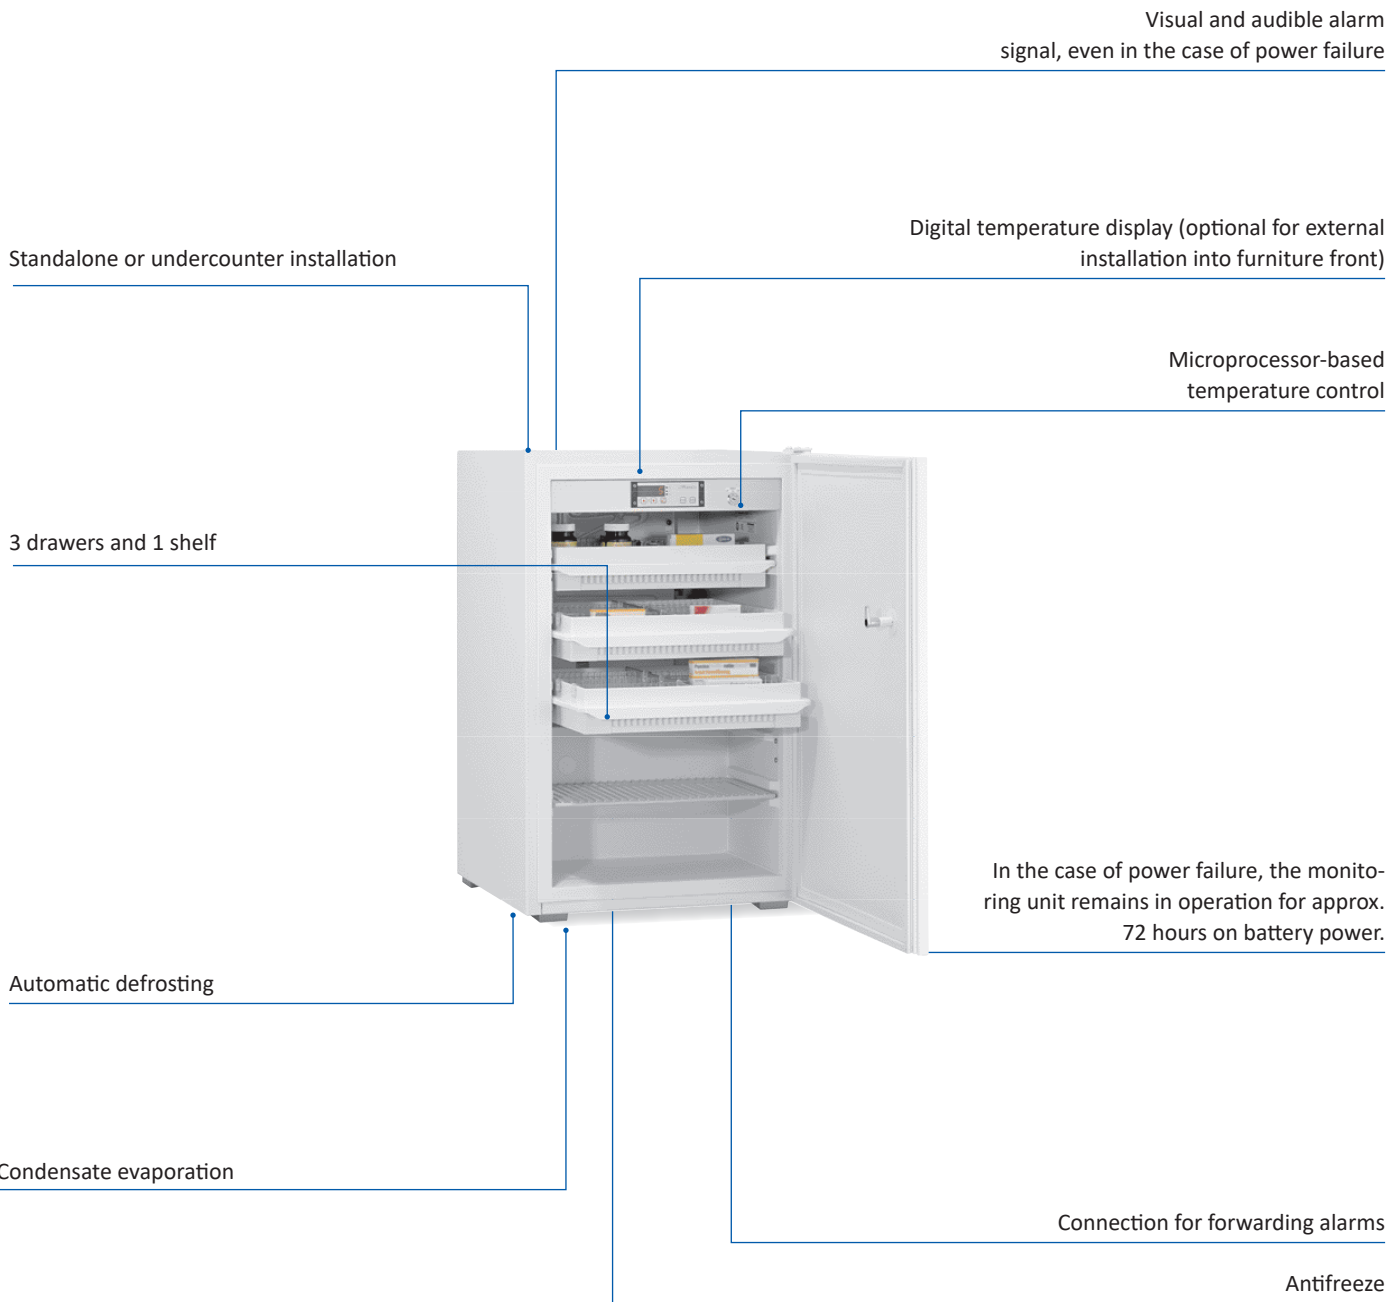 Visual and audible alarm
signal, even in the case of power failure
Digital temperature display (optional for external
installation into furniture front)
Standalone or undercounter installation
Microprocessor-based
temperature control
3 drawers and 1 shelf
In the case of power failure, the monito-
ring unit remains in operation for approx.
72 hours on battery power.
Automatic defrosting
Condensate evaporation
Connection for forwarding alarms
Antifreeze